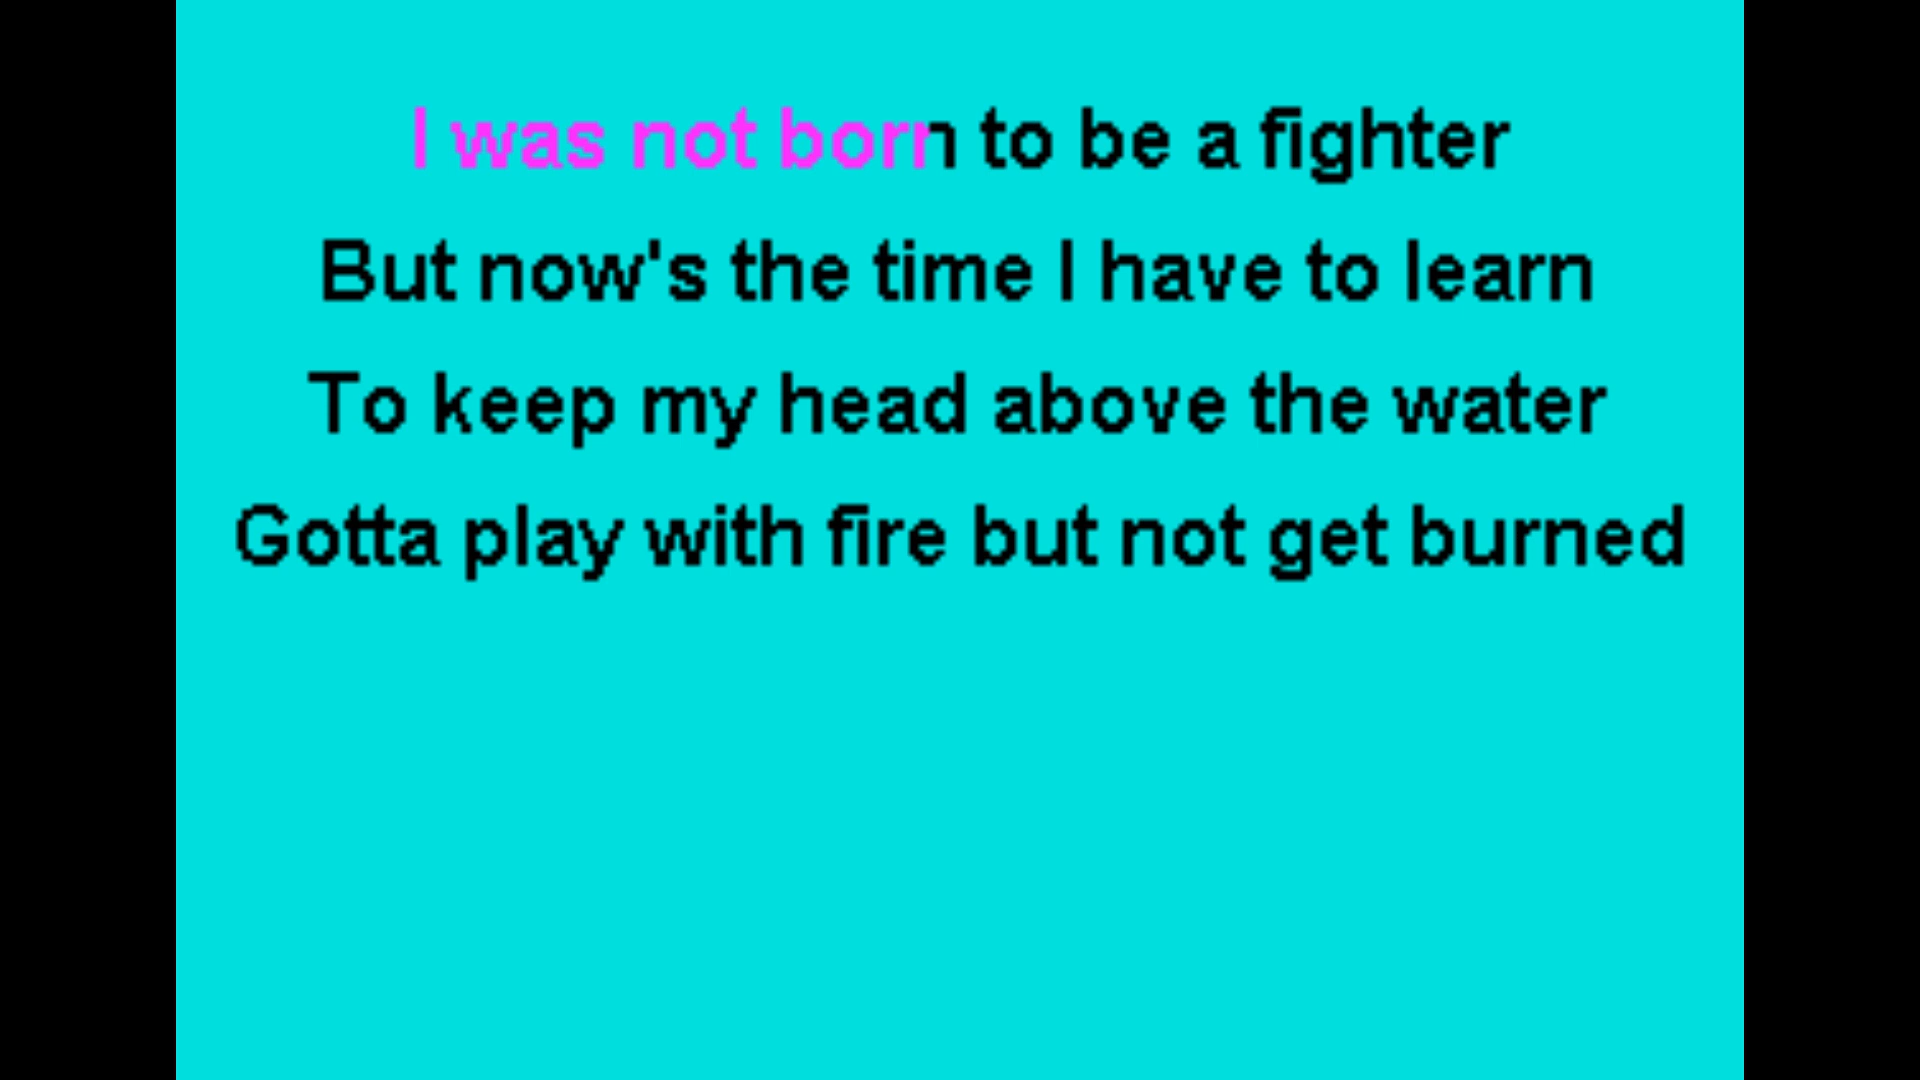 I was not born to be a fighter
But now's the time I have to learn
To keep my head above the water
Gotta play with fire but not get burned